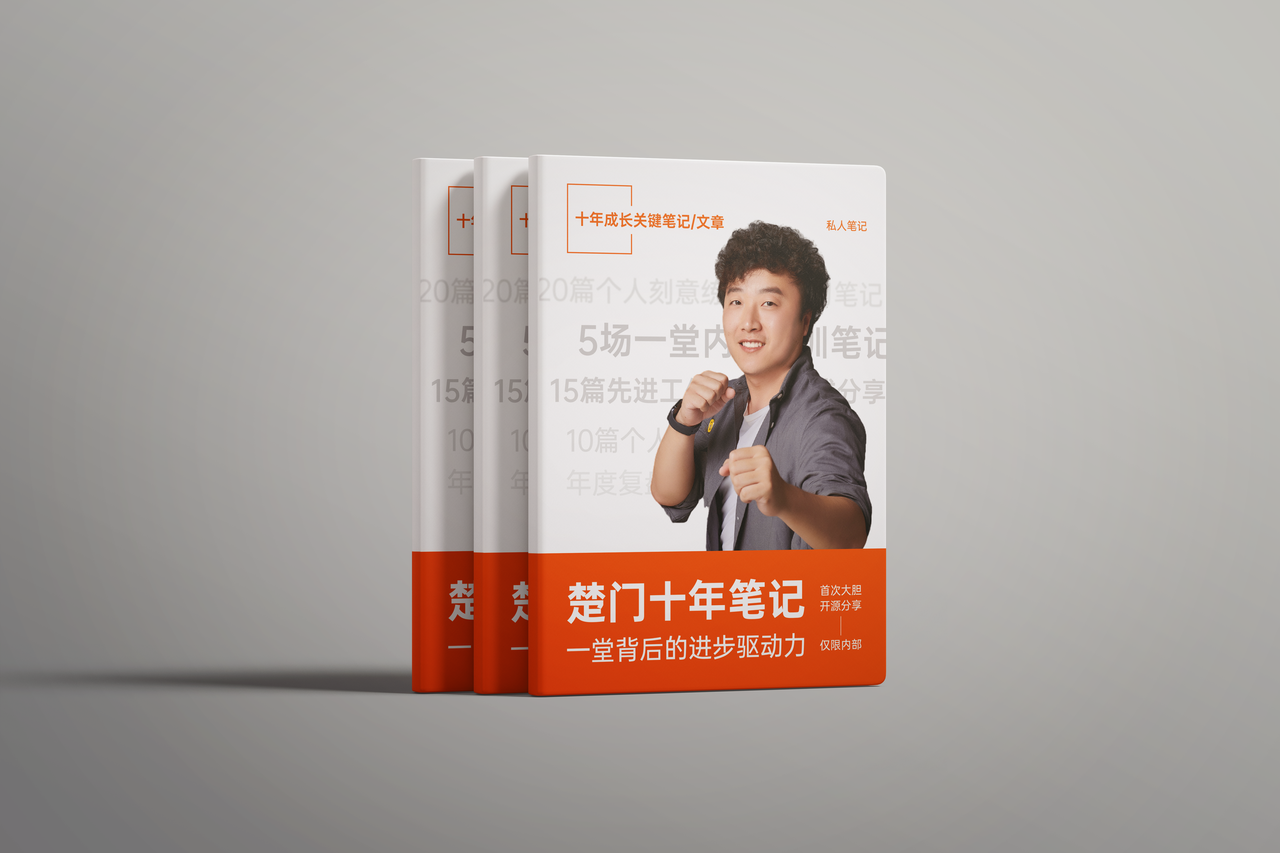 十年成长关键笔记/文章
私人笔记
20篇个人刻意
笔记
5场一堂内
训笔记
15篇先进工
分享
10篇个人
年度复盘
楚门十年笔记
一堂背后的进步驱动力
首次大胆
开源分享
仅限内部